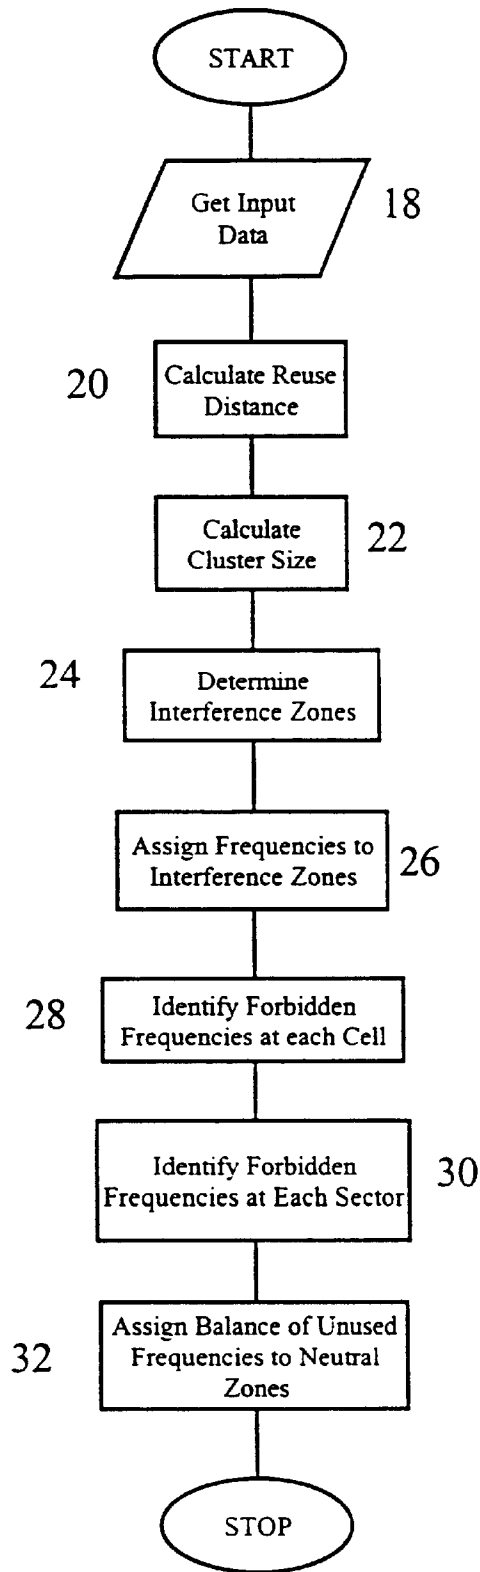 START
Get Input
Data
18
20
Calculate Reuse
Distance
Calculate
Cluster Size
22
24
Determine
Interference Zones
Assign Frequencies to
Interference Zones
26
28
Identify Forbidden
Frequencies at each Cell
Identify Forbidden
Frequencies at Each Sector
30
32
Assign Balance of Unused
Frequencies to Neutral
Zones
STOP